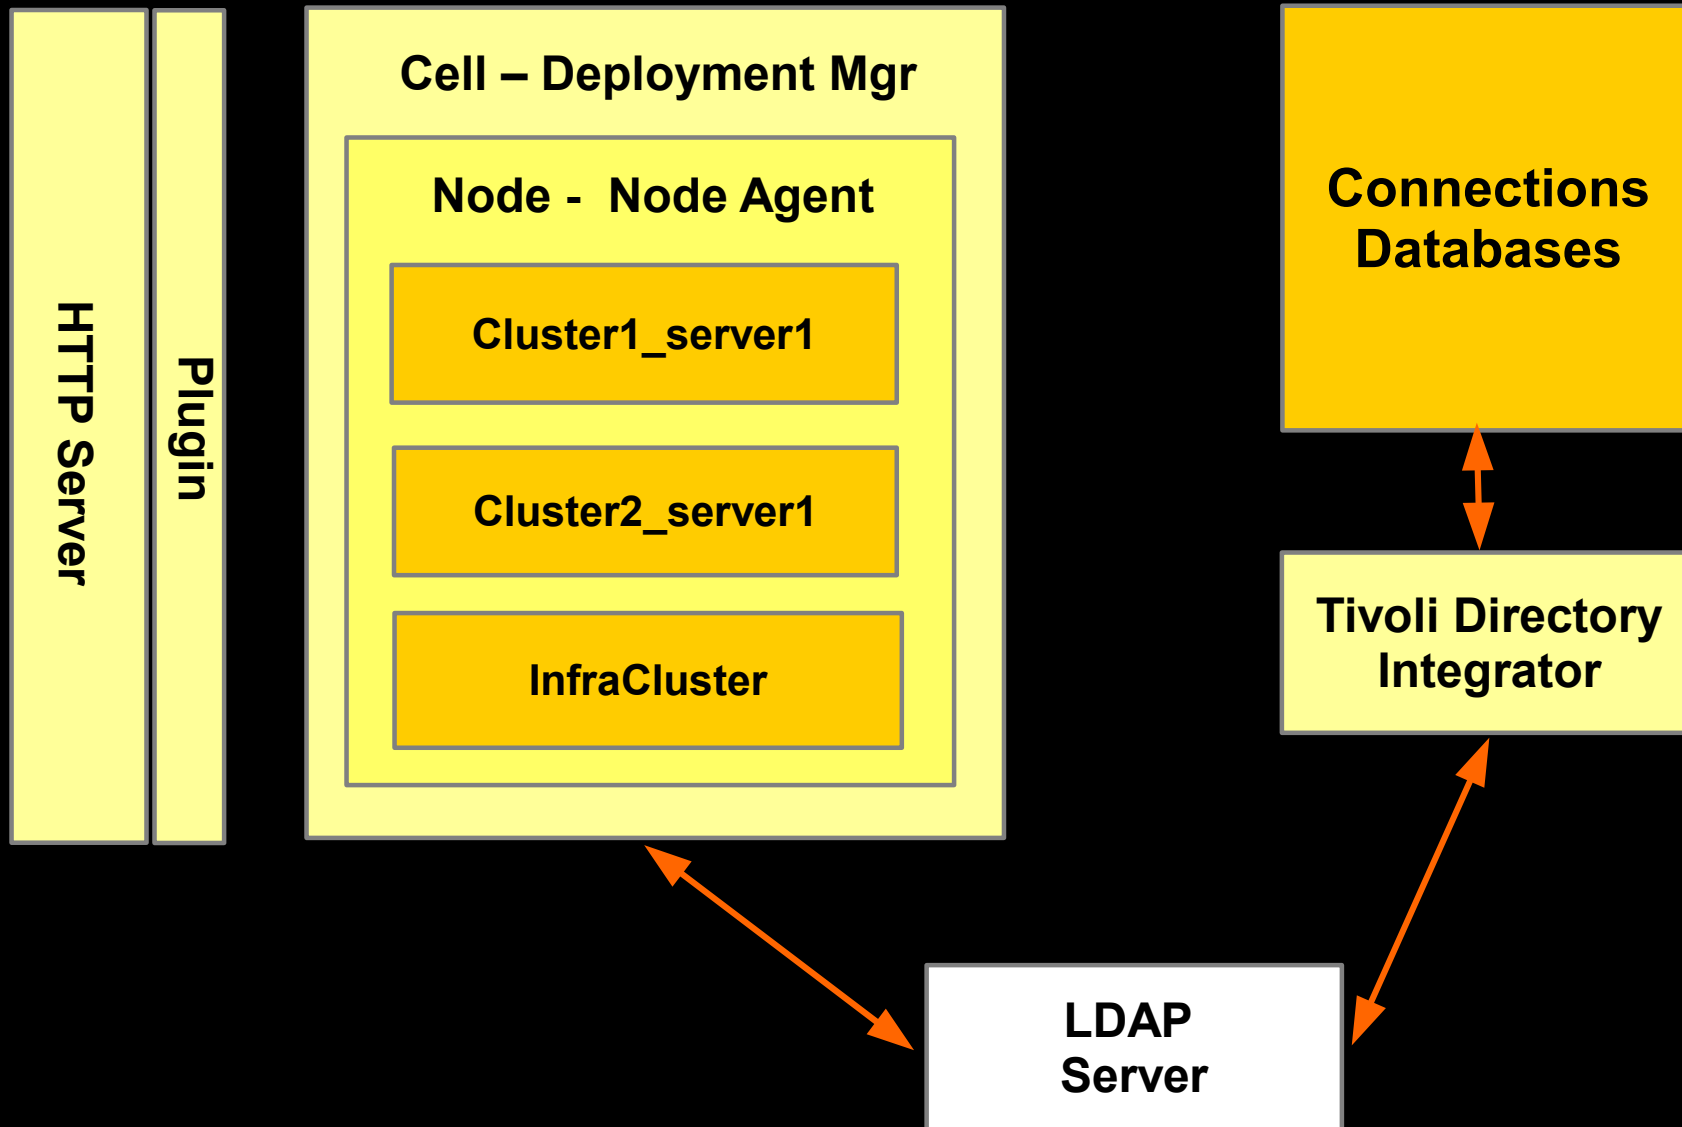 HTTP Server
Plugin
Cell – Deployment Mgr
Node -  Node Agent
Cluster1_server1
Cluster2_server1
InfraCluster
Connections
Databases
Tivoli Directory
Integrator
LDAP
Server